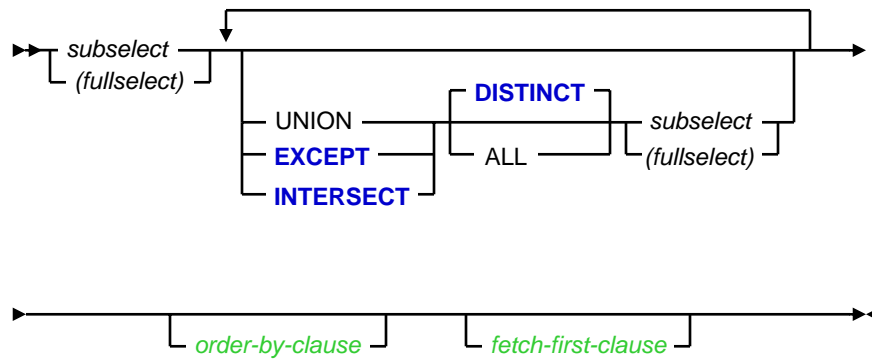 subselect
(fullselect)
DISTINCT
UNION
subselect
EXCEPT
ALL
(fullselect)
INTERSECT
order-by-clause
fetch-first-clause